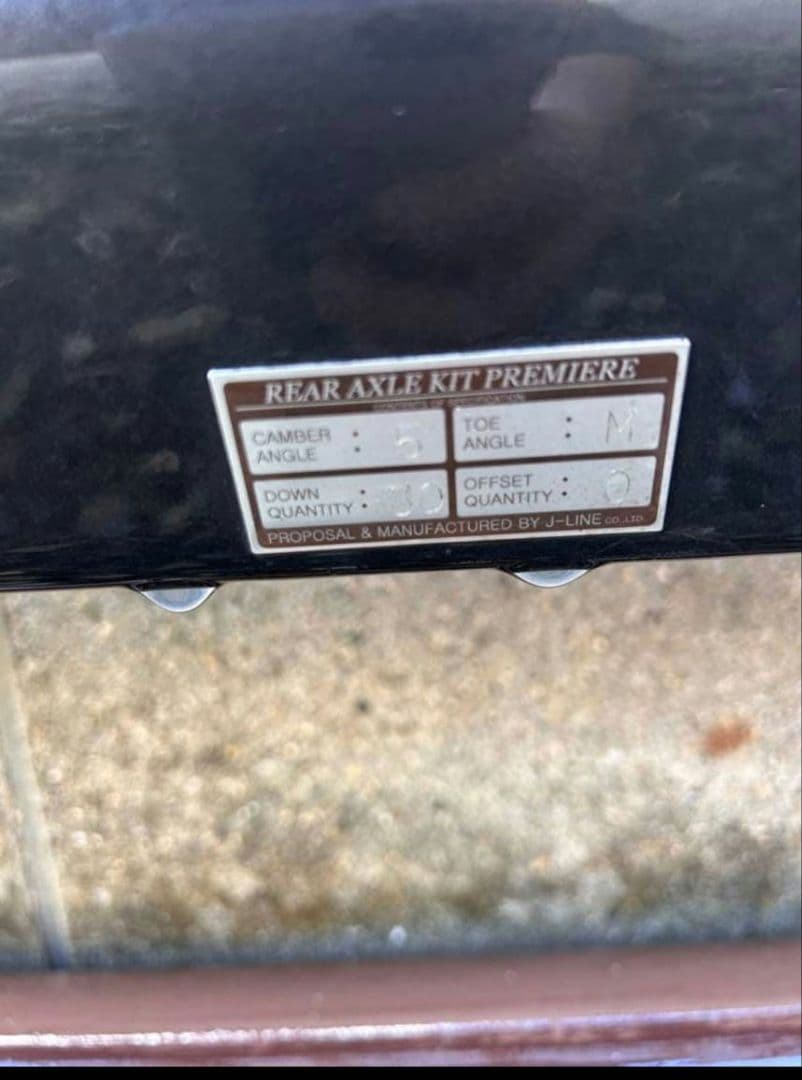 REAR AXLE KIT PREMIERE
CAMBER ANGLE : 5
TOE ANGLE : M
DOWN QUANTITY :
OFFSET QUANTITY : 0
PROPOSAL & MANUFACTURED BY J-LINE CO.,LTD.